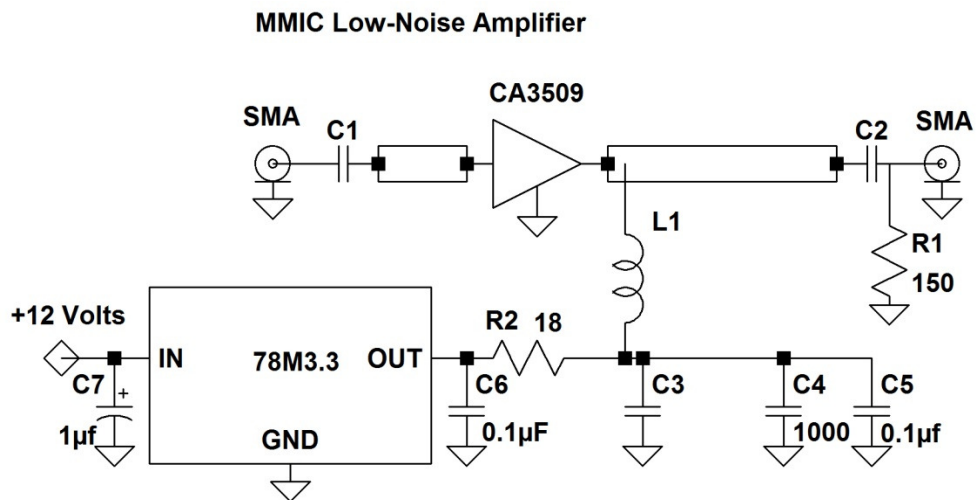 MMIC Low-Noise Amplifier
CA3509
SMA
C1
C2
SMA
L1
R1
150
+12 Volts
R2
18
IN
78M3.3
OUT
C7
+
1µf
C6
0.1µF
C3
C4
1000
C5
0.1µf
GND